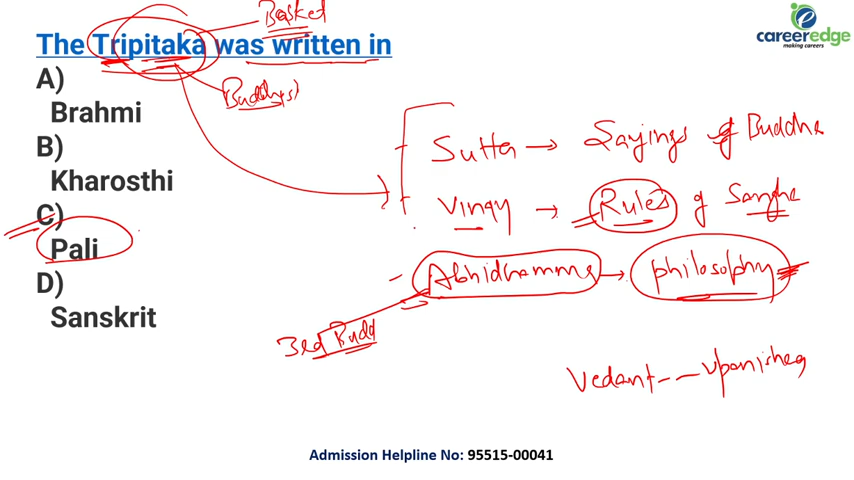 Basket
careeredge
making careers
The Tripitaka was written in
Buddhist
A)
Brahmi
B)
Kharosthi
C)
Pali
D)
Sanskrit
Sutta → Sayings of Buddha
Vinay → Rules of Sangha
Abhidhamma → Philosophy
3rd Budd
Vedant -- Upanishad
Admission Helpline No: 95515-00041